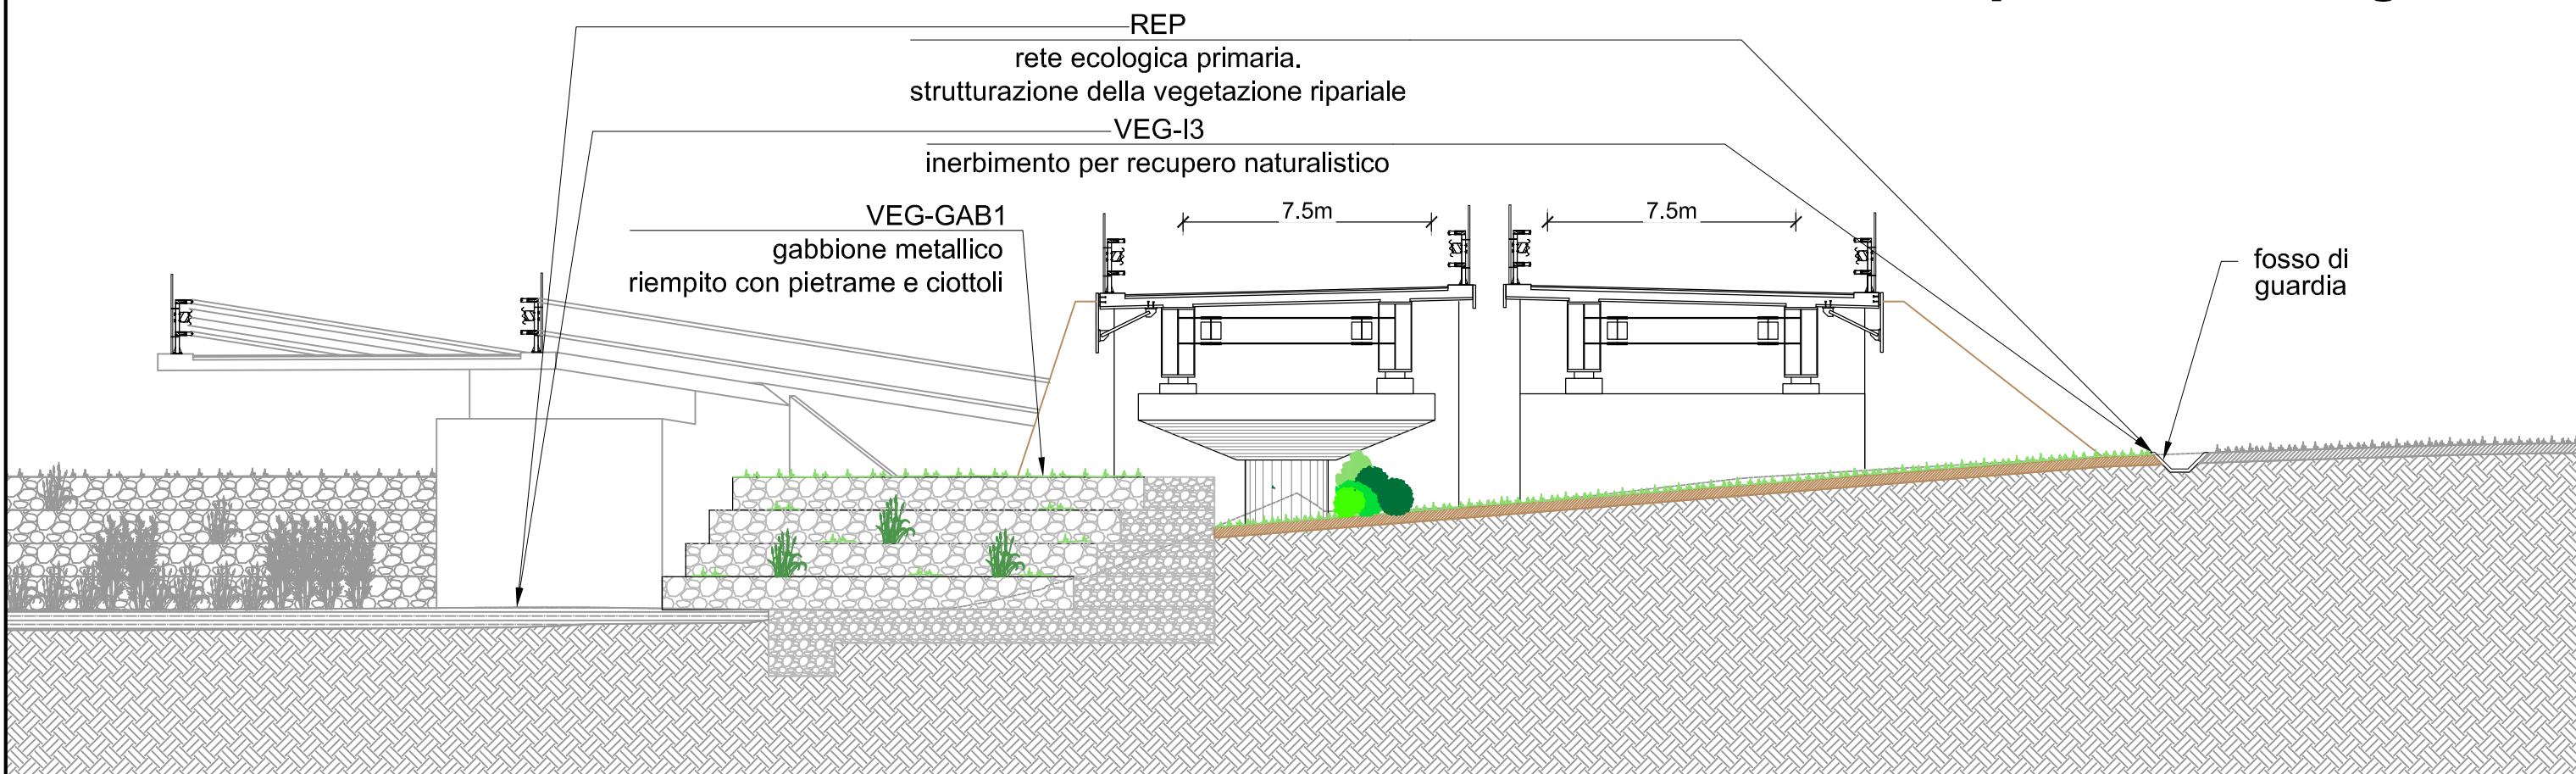 REP
rete ecologica primaria.
strutturazione della vegetazione ripariale
VEG-I3
inerbimento per recupero naturalistico
VEG-GAB1
gabbione metallico
riempito con pietrame e ciottoli
7.5m
7.5m
fosso di
guardia